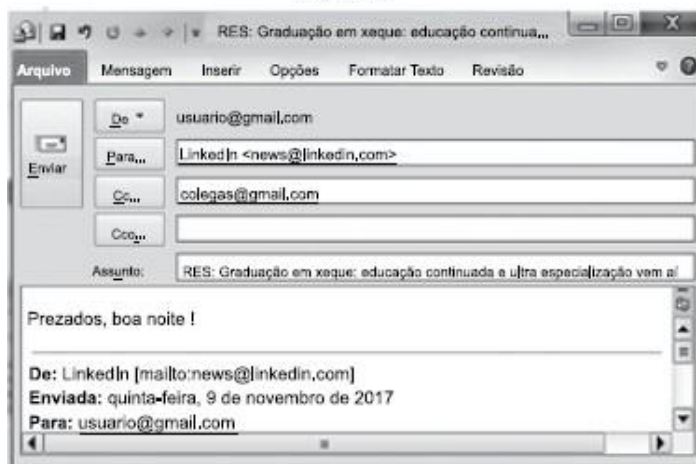 RES: Graduação em xeque: educação continua...
Arquivo Mensagem Inserir Opções Formatar Texto Revisão
De usuario@gmail.com
Enviar
Para... LinkedIn <news@linkedin.com>
Cc... colegas@gmail.com
Cco...
Assunto: RES: Graduação em xeque: educação continuada e ultra especialização vem aí
Prezados, boa noite !
De: LinkedIn [mailto:news@linkedin.com]
Enviada: quinta-feira, 9 de novembro de 2017
Para: usuario@gmail.com